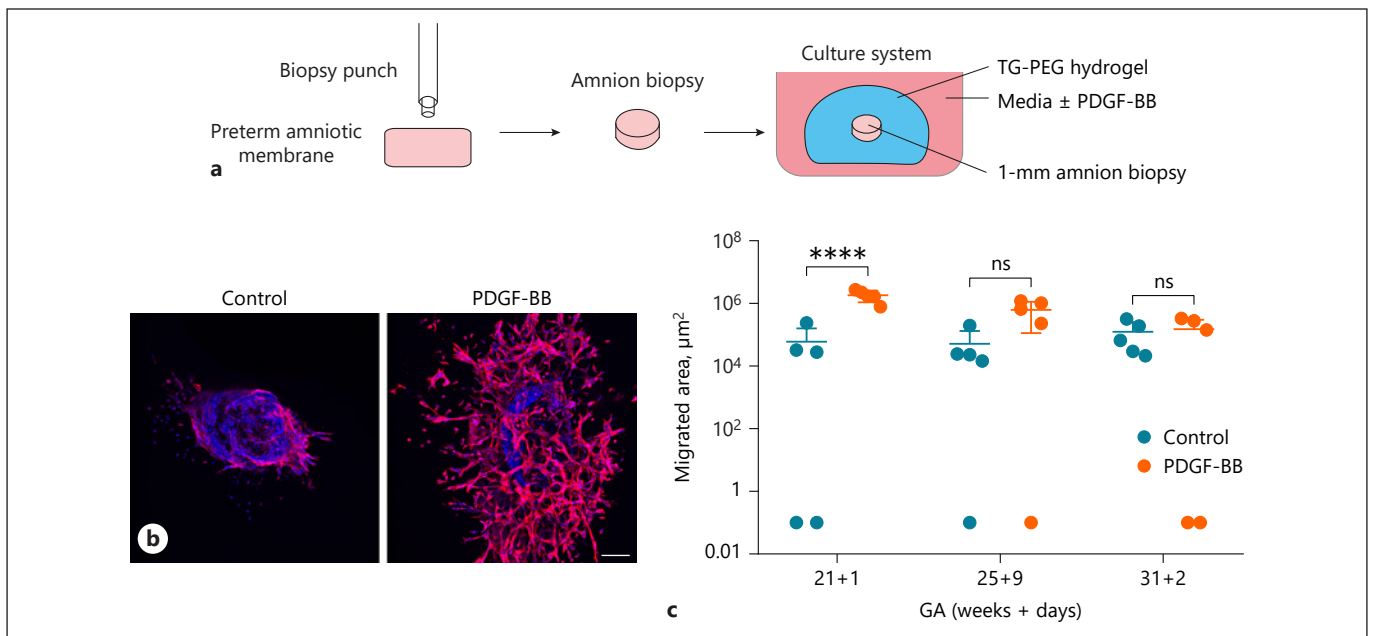 Biopsy punch
Preterm amniotic
membrane
a
Amnion biopsy
Culture system
TG-PEG hydrogel
Media ± PDGF-BB
1-mm amnion biopsy
Control
PDGF-BB
b
Migrated area, μm²
10⁸
10⁶
10⁴
10²
1
0.01
****
ns
ns
Control
PDGF-BB
21+1
25+9
31+2
c
GA (weeks + days)